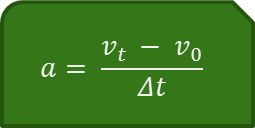 a = (v_t − v_0) / Δt